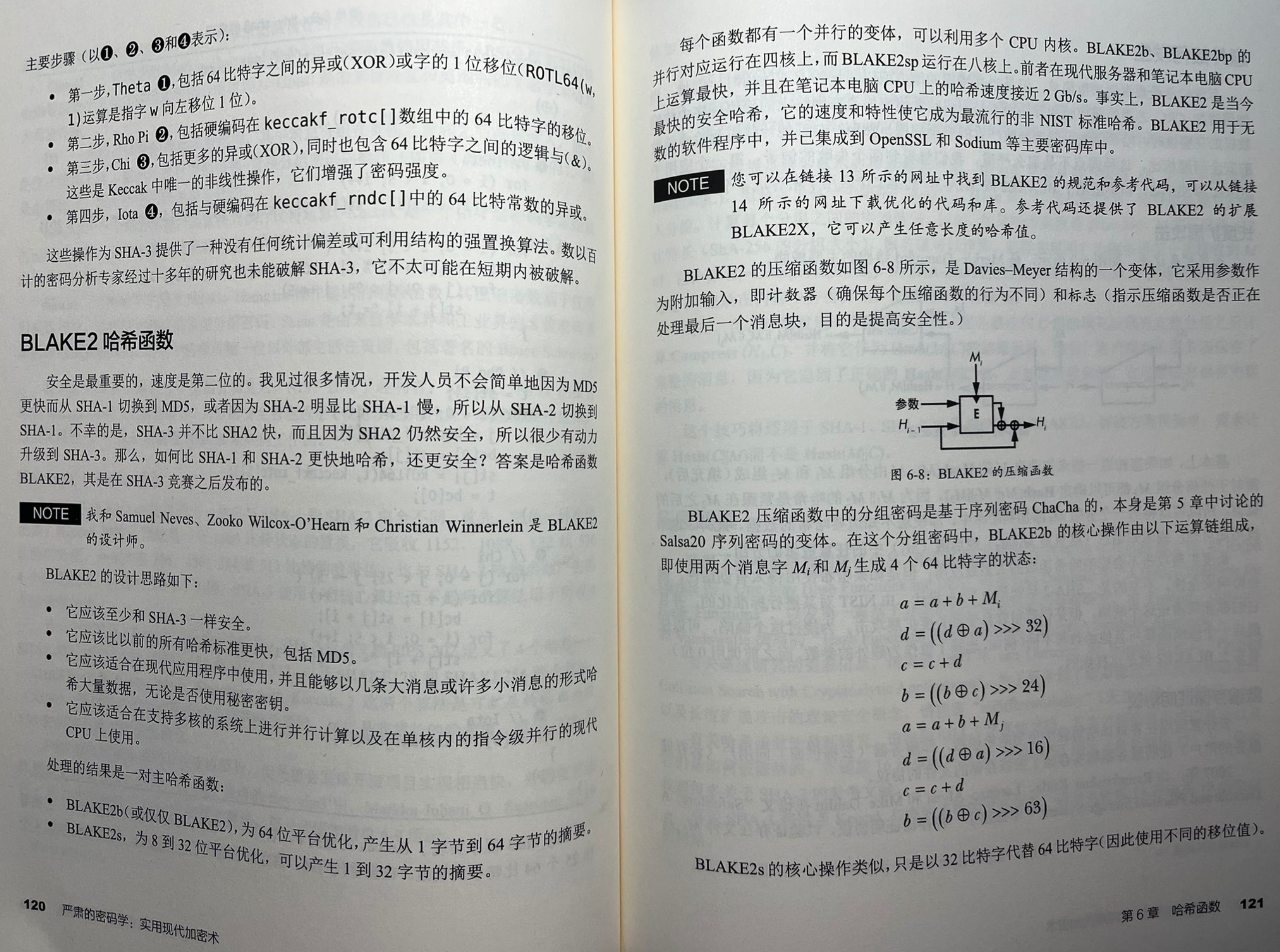 主要步骤（以❶、❷、❸和❹表示）：
• 第一步，Theta ❶，包括 64 比特字之间的异或（XOR）或字的 1 位移位（ROTL64(w,
1)运算是指字 w 向左移位 1 位）。
• 第二步，Rho Pi ❷，包括硬编码在 keccakf_rotc[]数组中的 64 比特字的移位。
• 第三步，Chi ❸，包括更多的异或（XOR），同时也包含 64 比特字之间的逻辑与（&）。
这些是 Keccak 中唯一的非线性操作，它们增强了密码强度。
• 第四步，Iota ❹，包括与硬编码在 keccakf_rndc[]中的 64 比特常数的异或。
这些操作为 SHA-3 提供了一种没有任何统计偏差或可利用结构的强置换算法。数以百
计的密码分析专家经过十多年的研究也未能破解 SHA-3，它不太可能在短期内被破解。
BLAKE2 哈希函数
安全是最重要的，速度是第二位的。我见过很多情况，开发人员不会简单地因为 MD5
更快而从 SHA-1 切换到 MD5，或者因为 SHA-2 明显比 SHA-1 慢，所以从 SHA-2 切换到
SHA-1。不幸的是，SHA-3 并不比 SHA2 快，而且因为 SHA2 仍然安全，所以很少有动力
升级到 SHA-3。那么，如何比 SHA-1 和 SHA-2 更快地哈希，还更安全？答案是哈希函数
BLAKE2，其是在 SHA-3 竞赛之后发布的。
NOTE 我和 Samuel Neves、Zooko Wilcox-O’Hearn 和 Christian Winnerlein 是 BLAKE2
的设计师。
BLAKE2 的设计思路如下：
• 它应该至少和 SHA-3 一样安全。
• 它应该比以前的所有哈希标准更快，包括 MD5。
• 它应该适合在现代应用程序中使用，并且能够以几条大消息或许多小消息的形式哈
希大量数据，无论是否使用秘密密钥。
• 它应该适合在支持多核的系统上进行并行计算以及在单核内的指令级并行的现代
CPU 上使用。
处理的结果是一对主哈希函数：
• BLAKE2b（或仅仅 BLAKE2），为 64 位平台优化，产生从 1 字节到 64 字节的摘要。
• BLAKE2s，为 8 到 32 位平台优化，可以产生 1 到 32 字节的摘要。
120 严肃的密码学：实用现代加密术
每个函数都有一个并行的变体，可以利用多个 CPU 内核。BLAKE2b、BLAKE2bp 的
并行对应运行在四核上，而 BLAKE2sp 运行在八核上。前者在现代服务器和笔记本电脑 CPU
上运算最快，并且在笔记本电脑 CPU 上的哈希速度接近 2 Gb/s。事实上，BLAKE2 是当今
最快的安全哈希，它的速度和特性使它成为最流行的非 NIST 标准哈希。BLAKE2 用于无
数的软件程序中，并已集成到 OpenSSL 和 Sodium 等主要密码库中。
NOTE 您可以在链接 13 所示的网址中找到 BLAKE2 的规范和参考代码，可以从链接
14 所示的网址下载优化的代码和库。参考代码还提供了 BLAKE2 的扩展
BLAKE2X，它可以产生任意长度的哈希值。
BLAKE2 的压缩函数如图 6-8 所示，是 Davies–Meyer 结构的一个变体，它采用参数作
为附加输入，即计数器（确保每个压缩函数的行为不同）和标志（指示压缩函数是否正在
处理最后一个消息块，目的是提高安全性。）
M
参数
E
H_{i−1}
H_i
图 6-8：BLAKE2 的压缩函数
BLAKE2 压缩函数中的分组密码是基于序列密码 ChaCha 的，本身是第 5 章中讨论的
Salsa20 序列密码的变体。在这个分组密码中，BLAKE2b 的核心操作由以下运算链组成，
即使用两个消息字 M_i 和 M_j 生成 4 个 64 比特字的状态：
a = a + b + M_i
d = ((d ⊕ a) >>> 32)
c = c + d
b = ((b ⊕ c) >>> 24)
a = a + b + M_j
d = ((d ⊕ a) >>> 16)
c = c + d
b = ((b ⊕ c) >>> 63)
BLAKE2s 的核心操作类似，只是以 32 比特字代替 64 比特字（因此使用不同的移位值）。
第 6 章 哈希函数 121